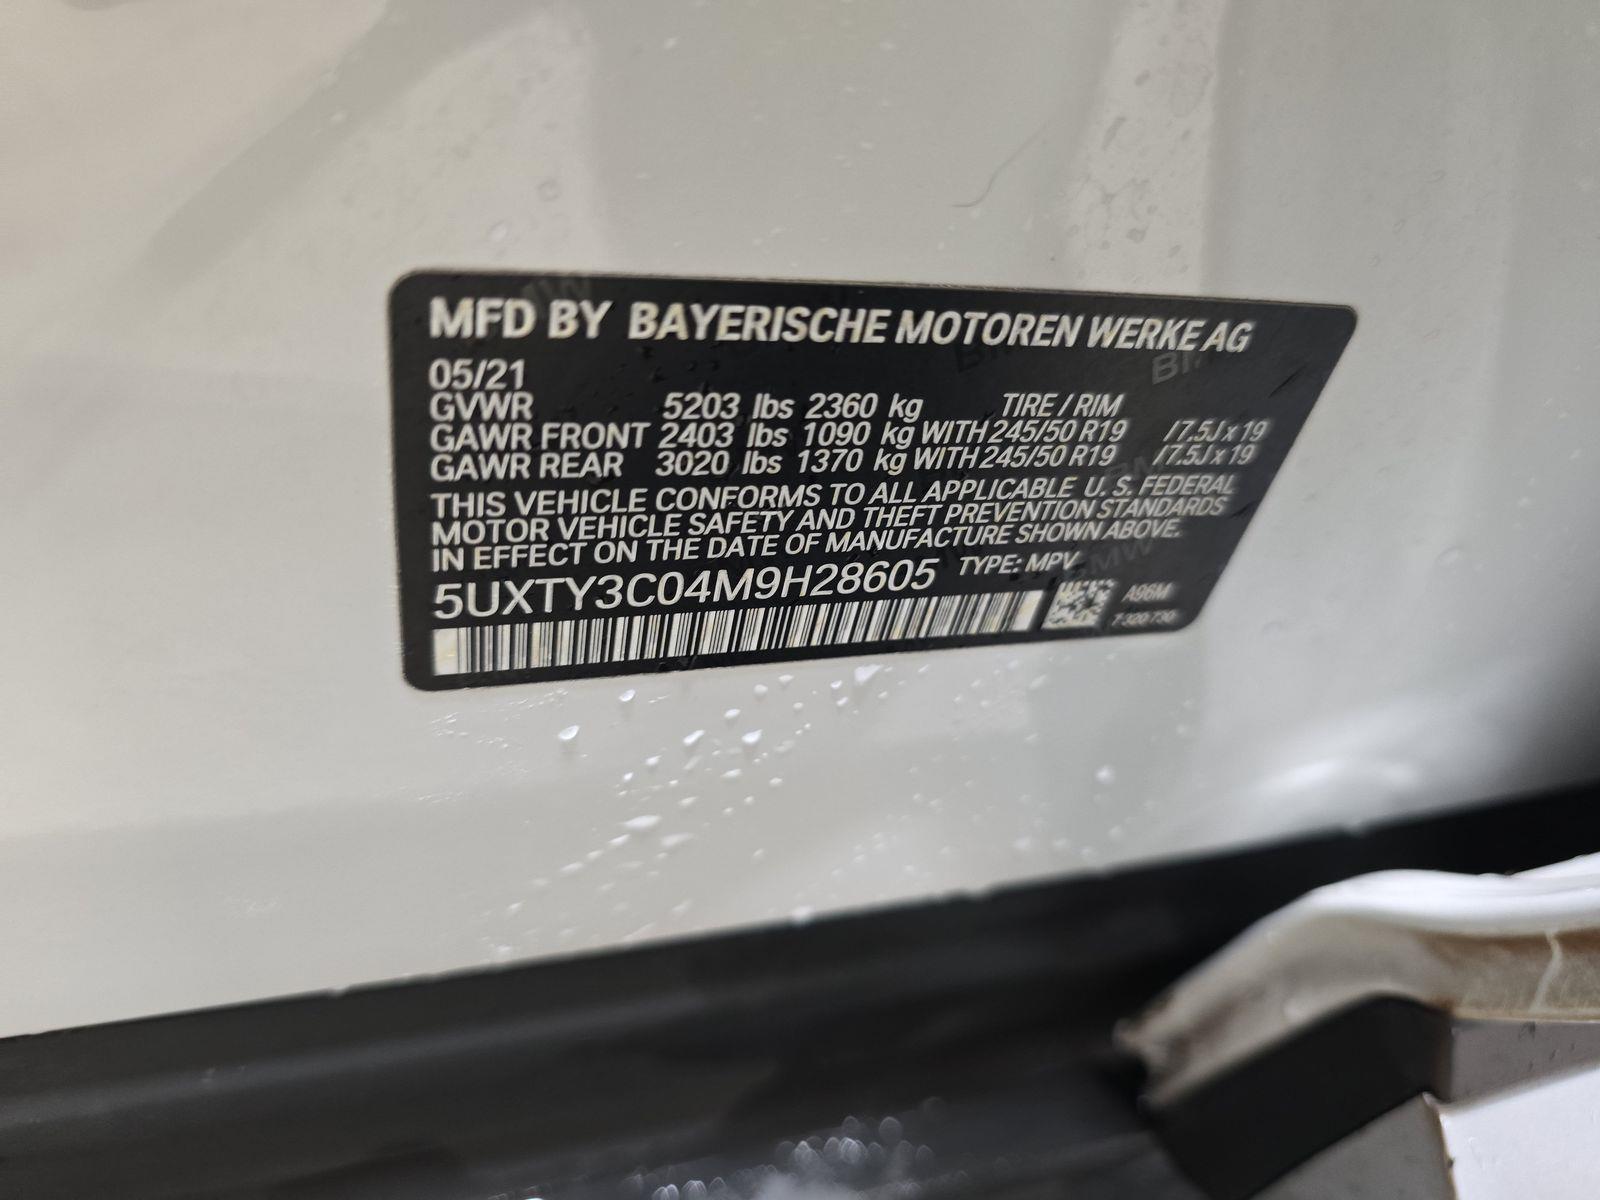 MFD BY BAYERISCHE MOTOREN WERKE AG
05/21
GVWR 5203 lbs 2360 kg TIRE / RIM
GAWR FRONT 2403 lbs 1090 kg WITH 245/50 R19 /7.5J x 19
GAWR REAR 3020 lbs 1370 kg WITH 245/50 R19 /7.5J x 19
THIS VEHICLE CONFORMS TO ALL APPLICABLE U. S. FEDERAL
MOTOR VEHICLE SAFETY AND THEFT PREVENTION STANDARDS
IN EFFECT ON THE DATE OF MANUFACTURE SHOWN ABOVE.
5UXTY3C04M9H28605 TYPE: MPV
A96M
7 320 730